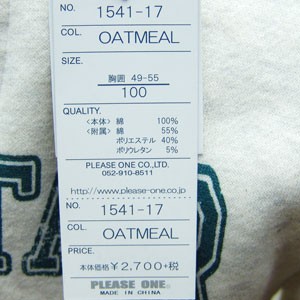 NO. 1541-17
COL. OATMEAL
SIZE.
胸囲 49-55
100
QUALITY.
<本体> 綿 100%
<附属> 綿 55%
ポリエステル 40%
ポリウレタン 5%
PLEASE ONE CO.,LTD.
052-910-8511
http://www.please-one.co.jp
NO. 1541-17
COL. OATMEAL
PRICE.
本体価格 ¥2,700+税
PLEASE ONE.
MADE IN CHINA